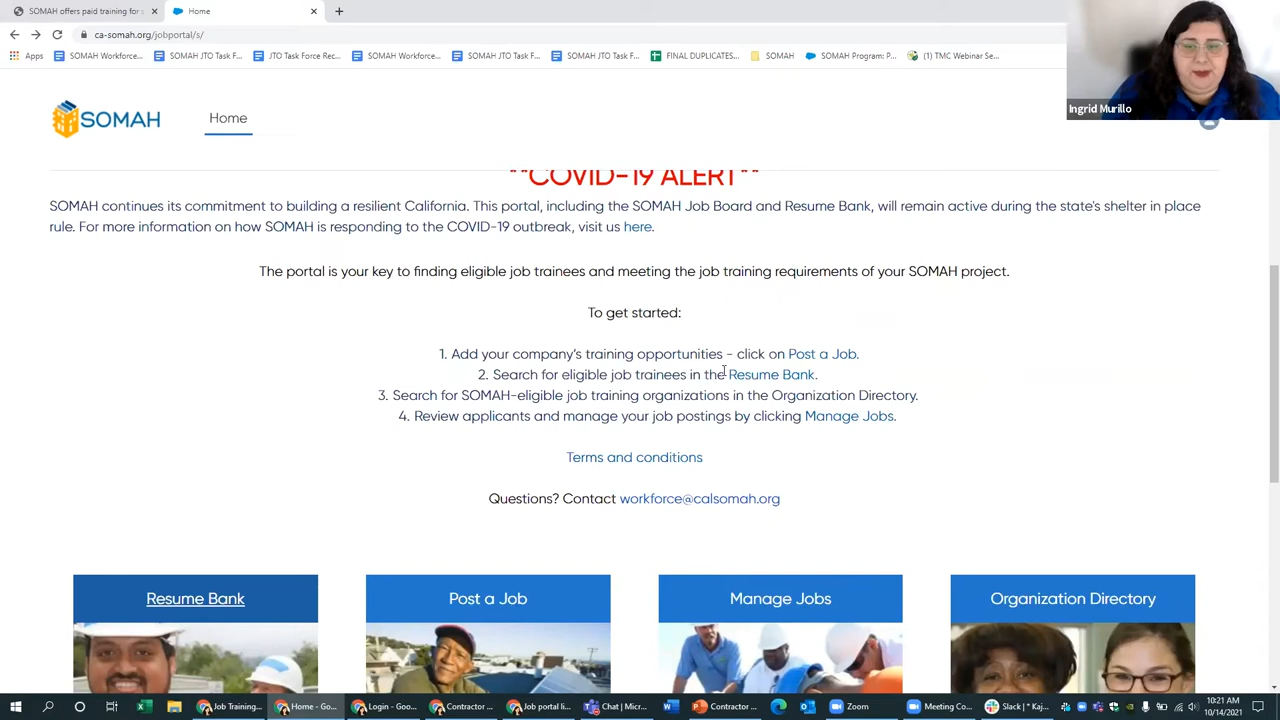 SOMAH offers paid training for s
Home
ca-somah.org/jobportal/s/
Apps
SOMAH Workforce...
SOMAH JTO Task F...
JTO Task Force Rec...
SOMAH Workforce...
SOMAH JTO Task F...
SOMAH JTO Task F...
FINAL DUPLICATES...
SOMAH
SOMAH Program: P...
(1) TMC Webinar Se...
Ingrid Murillo
SOMAH
Home
**COVID-19 ALERT**
SOMAH continues its commitment to building a resilient California. This portal, including the SOMAH Job Board and Resume Bank, will remain active during the state's shelter in place
rule. For more information on how SOMAH is responding to the COVID-19 outbreak, visit us here.
The portal is your key to finding eligible job trainees and meeting the job training requirements of your SOMAH project.
To get started:
1. Add your company's training opportunities - click on Post a Job.
2. Search for eligible job trainees in the Resume Bank.
3. Search for SOMAH-eligible job training organizations in the Organization Directory.
4. Review applicants and manage your job postings by clicking Manage Jobs.
Terms and conditions
Questions? Contact workforce@calsomah.org
Resume Bank
Post a Job
Manage Jobs
Organization Directory
Job Training...
Home - Go...
Login - Goo...
Contractor ...
Job portal li...
Chat | Micr...
Contractor ...
Zoom
Meeting Co...
Slack | * Kaj...
10:21 AM
10/14/2021